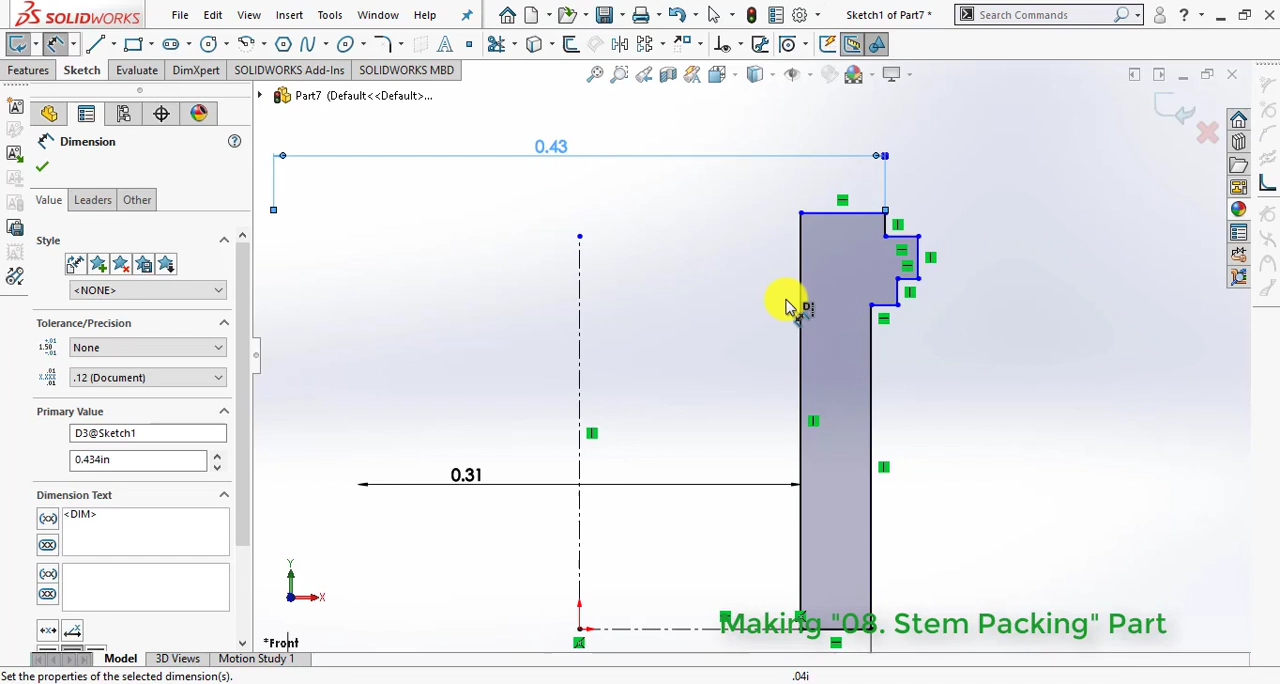 SOLIDWORKS
File Edit View Insert Tools Window Help
Sketch1 of Part7 *
Search Commands
Features Sketch Evaluate DimXpert SOLIDWORKS Add-Ins SOLIDWORKS MBD
Part7 (Default<<Default>...
Dimension
Value Leaders Other
Style
<NONE>
Tolerance/Precision
None
.12 (Document)
Primary Value
D3@Sketch1
0.434in
Dimension Text
<DIM>
0.43
0.31
Y
X
*Front
Making "08. Stem Packing" Part
Model 3D Views Motion Study 1
Set the properties of the selected dimension(s).
.04i